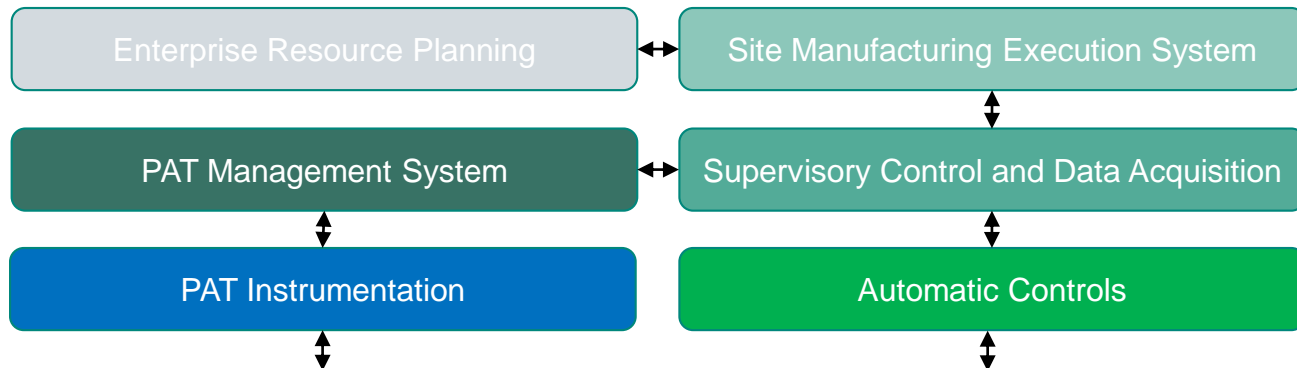 Enterprise Resource Planning
Site Manufacturing Execution System
PAT Management System
Supervisory Control and Data Acquisition
PAT Instrumentation
Automatic Controls